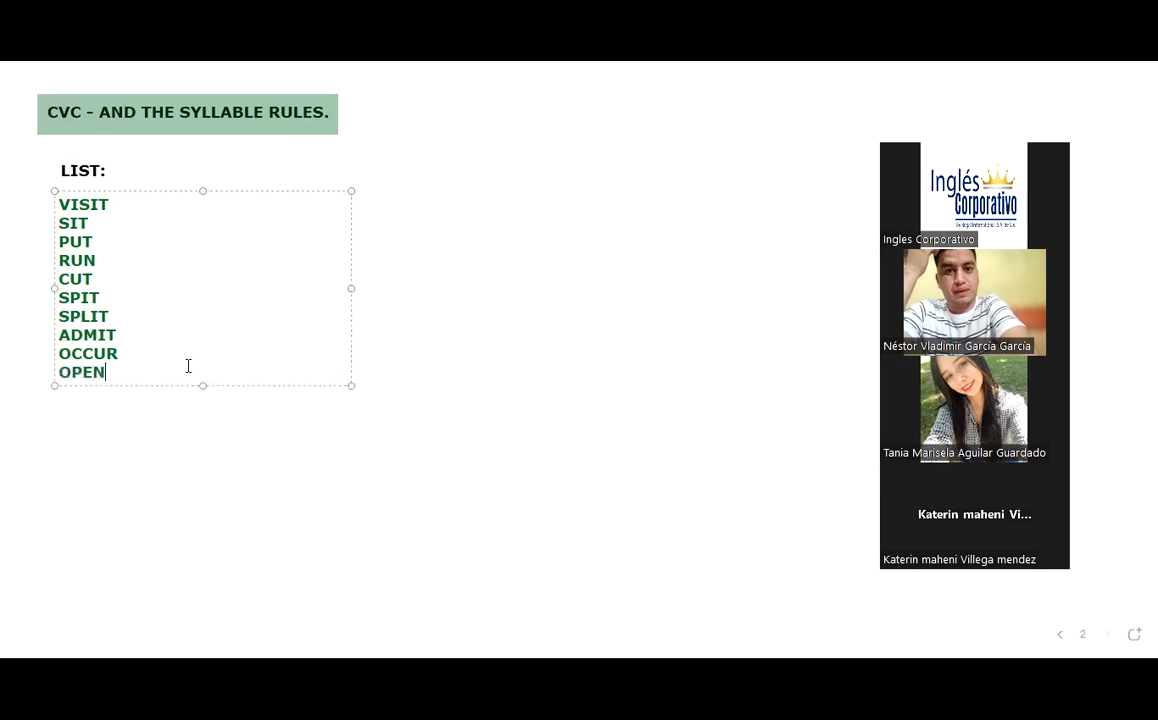 CVC - AND THE SYLLABLE RULES.
LIST:
VISIT
SIT
PUT
RUN
CUT
SPIT
SPLIT
ADMIT
OCCUR
OPEN
Inglés
Corporativo
Ingles Corporativo
Néstor Vladimir García García
Tania Marisela Aguilar Guardado
Katerin maheni Vi...
Katerin maheni Villega mendez
2